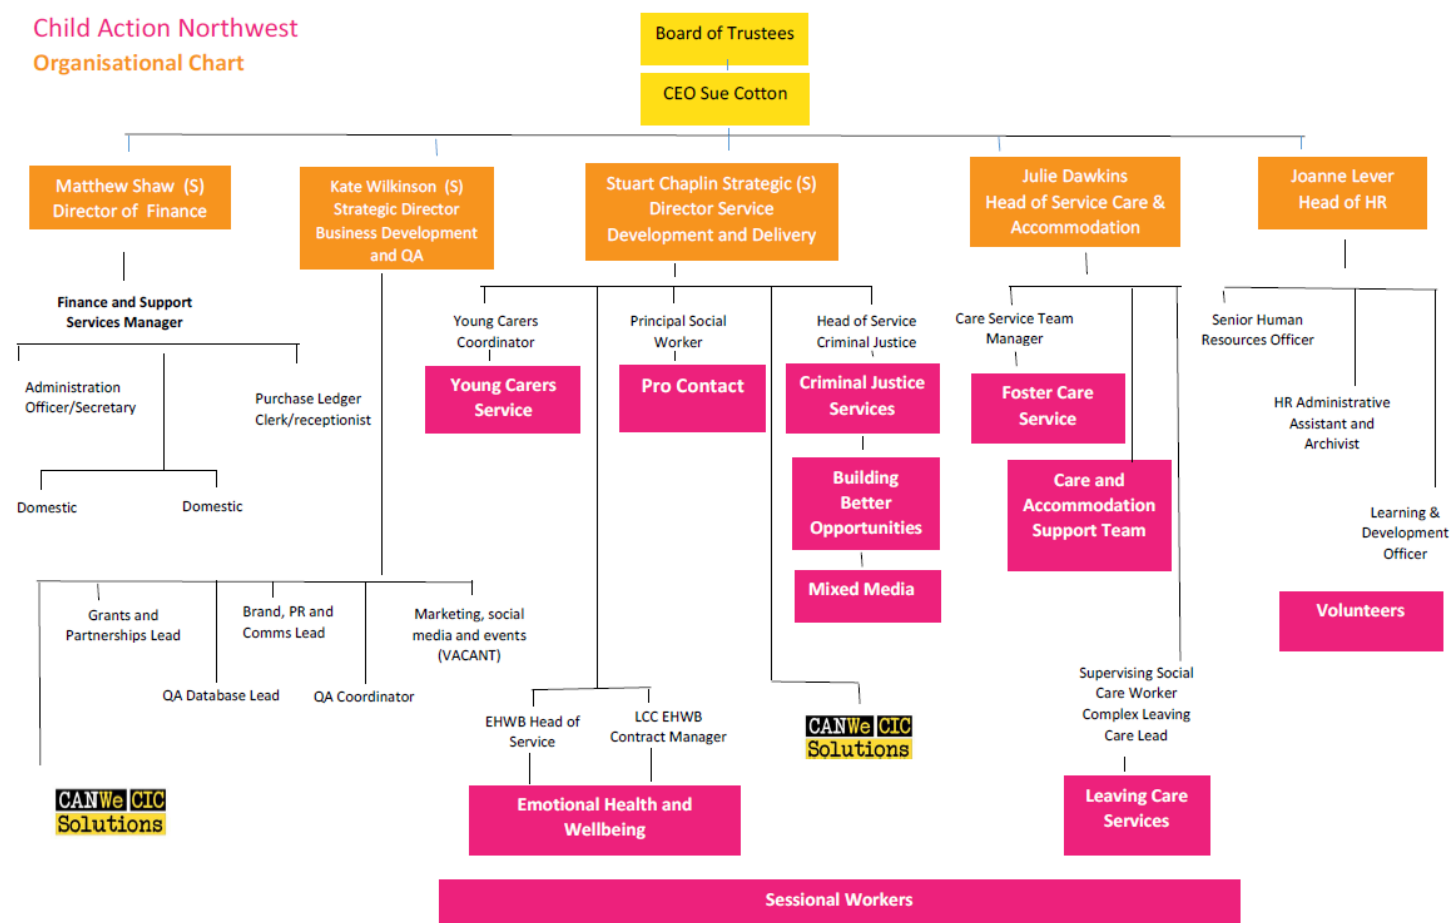 Child Action Northwest
Organisational Chart
Board of Trustees
CEO Sue Cotton
Matthew Shaw (S)
Director of Finance
Kate Wilkinson (S)
Strategic Director
Business Development
and QA
Stuart Chaplin Strategic (S)
Director Service
Development and Delivery
Julie Dawkins
Head of Service Care &
Accommodation
Joanne Lever
Head of HR
Finance and Support
Services Manager
Administration
Officer/Secretary
Purchase Ledger
Clerk/receptionist
Domestic
Domestic
Grants and
Partnerships Lead
QA Database Lead
Brand, PR and
Comms Lead
QA Coordinator
Marketing, social
media and events
(VACANT)
CANWe CIC
Solutions
Young Carers
Coordinator
Young Carers
Service
Principal Social
Worker
Pro Contact
Head of Service
Criminal Justice
Criminal Justice
Services
Building
Better
Opportunities
Mixed Media
EHWB Head of
Service
LCC EHWB
Contract Manager
Emotional Health and
Wellbeing
CANWe CIC
Solutions
Care Service Team
Manager
Foster Care
Service
Care and
Accommodation
Support Team
Supervising Social
Care Worker
Complex Leaving
Care Lead
Leaving Care
Services
Senior Human
Resources Officer
HR Administrative
Assistant and
Archivist
Learning &
Development
Officer
Volunteers
Sessional Workers